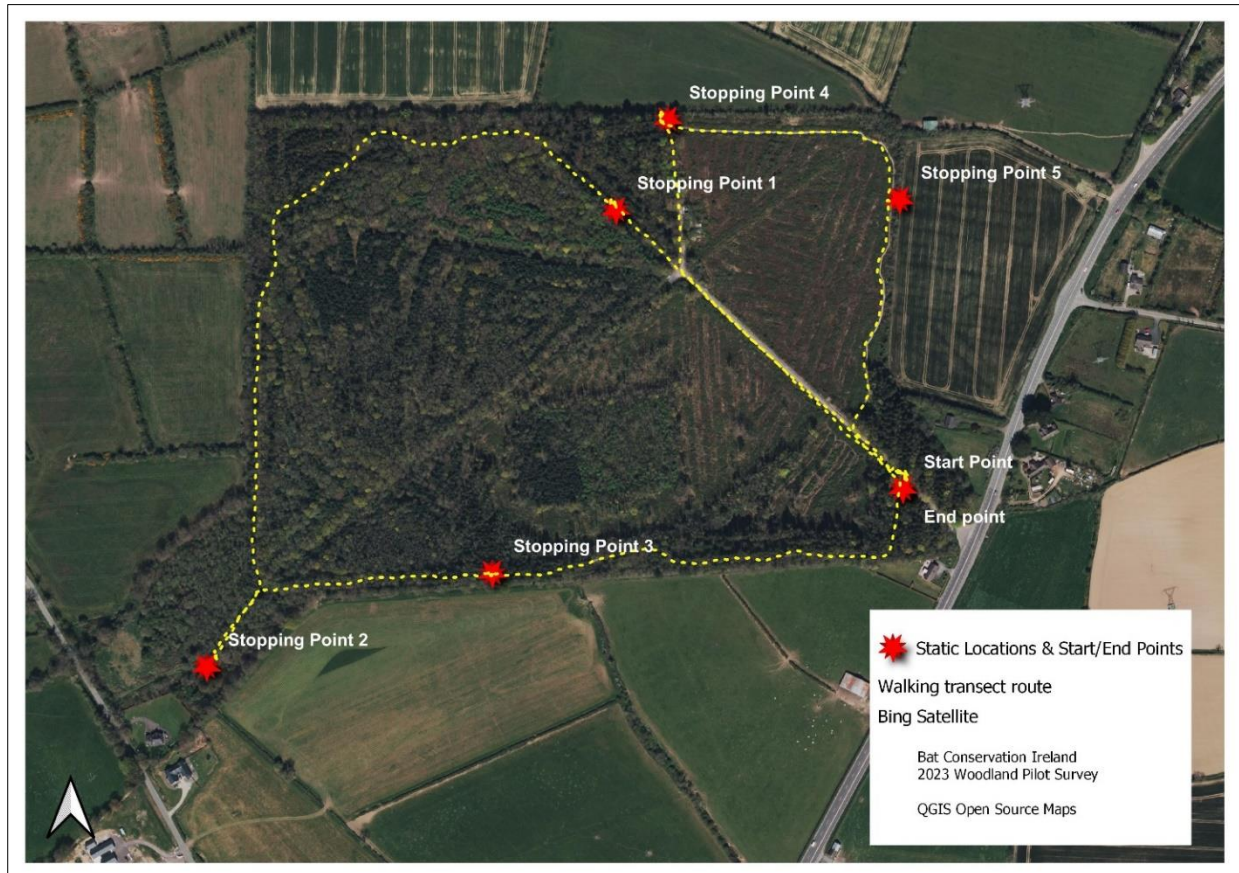 Stopping Point 4
Stopping Point 5
Stopping Point 1
Start Point
End point
Stopping Point 3
Stopping Point 2
Static Locations & Start/End Points
Walking transect route
Bing Satellite
Bat Conservation Ireland
2023 Woodland Pilot Survey
QGIS Open Source Maps